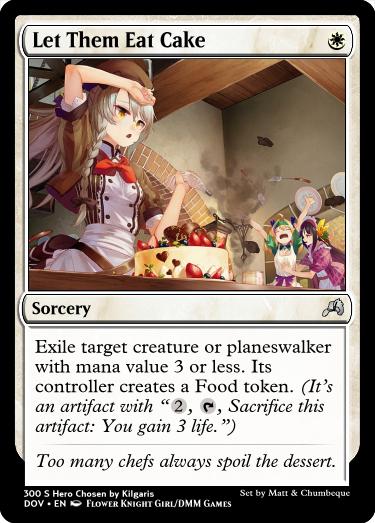 Let Them Eat Cake
Sorcery
Exile target creature or planeswalker
with mana value 3 or less. Its
controller creates a Food token. (It's
an artifact with “2, , Sacrifice this
artifact: You gain 3 life.”)
Too many chefs always spoil the dessert.
300 S Hero Chosen by Kilgaris
Set by Matt & Chumbeque
DOV • EN Flower Knight Girl/DMM Games